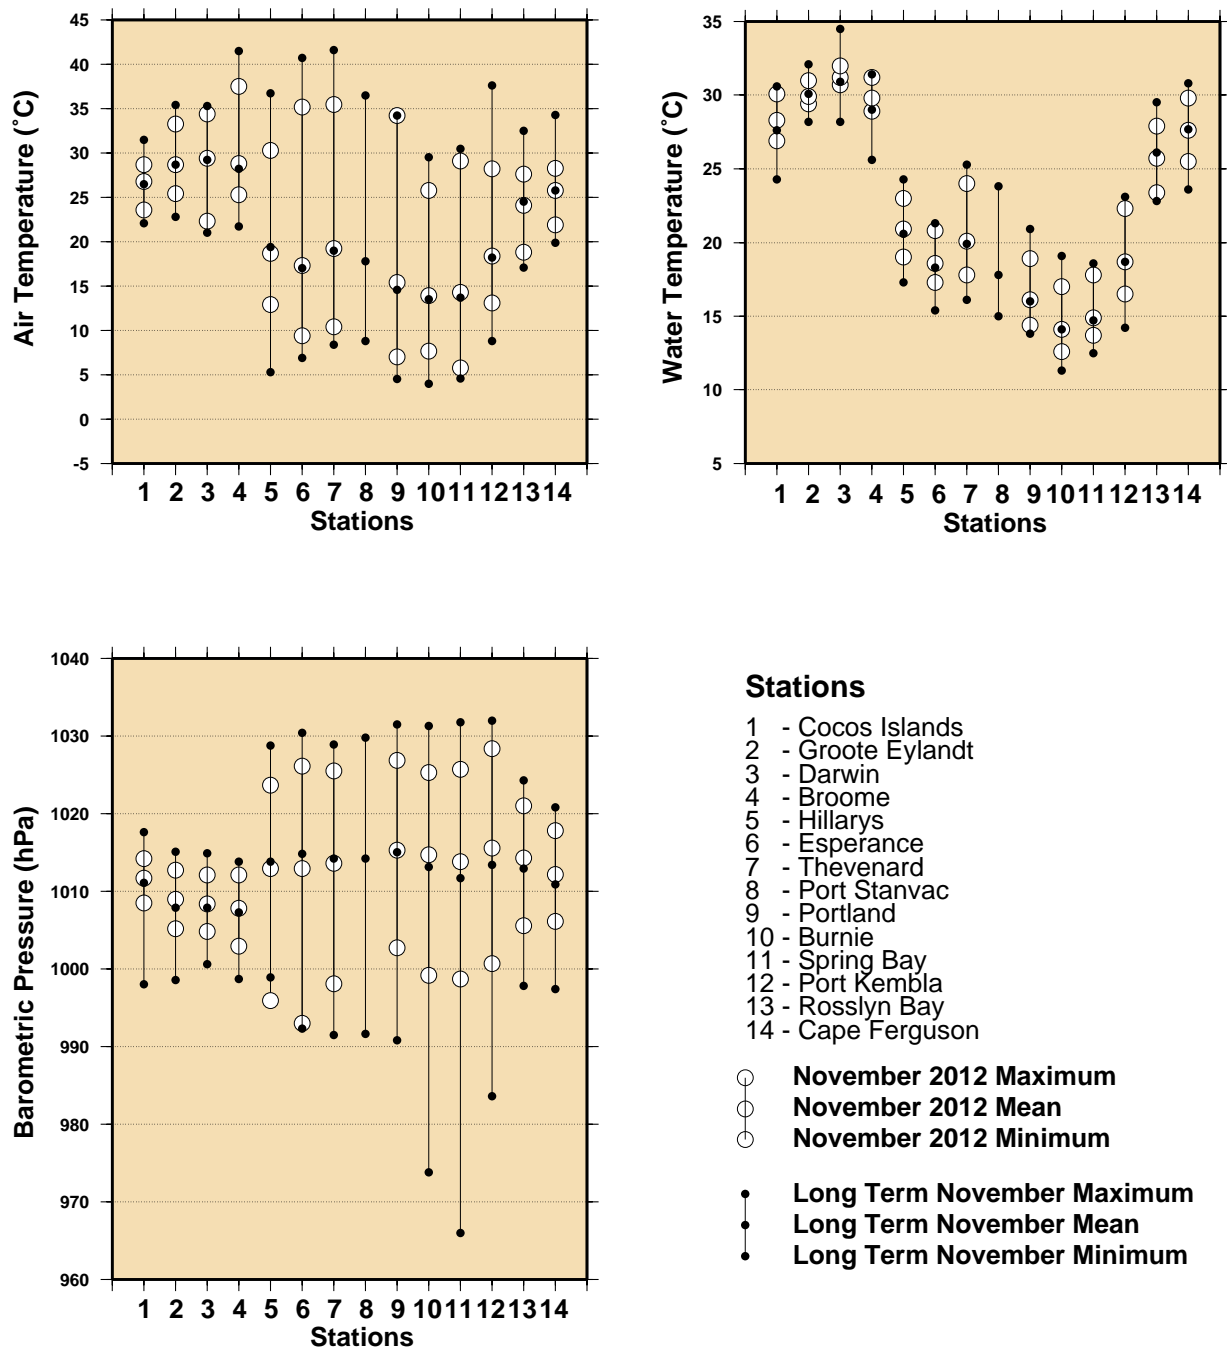 45
40
35
30
25
20
15
10
5
0
-5
Air Temperature (˚C)
1 2 3 4 5 6 7 8 9 10 11 12 13 14
Stations
35
30
25
20
15
10
5
Water Temperature (˚C)
1 2 3 4 5 6 7 8 9 10 11 12 13 14
Stations
1040
1030
1020
1010
1000
990
980
970
960
Barometric Pressure (hPa)
1 2 3 4 5 6 7 8 9 10 11 12 13 14
Stations
Stations
1 - Cocos Islands
2 - Groote Eylandt
3 - Darwin
4 - Broome
5 - Hillarys
6 - Esperance
7 - Thevenard
8 - Port Stanvac
9 - Portland
10 - Burnie
11 - Spring Bay
12 - Port Kembla
13 - Rosslyn Bay
14 - Cape Ferguson
November 2012 Maximum
November 2012 Mean
November 2012 Minimum
Long Term November Maximum
Long Term November Mean
Long Term November Minimum